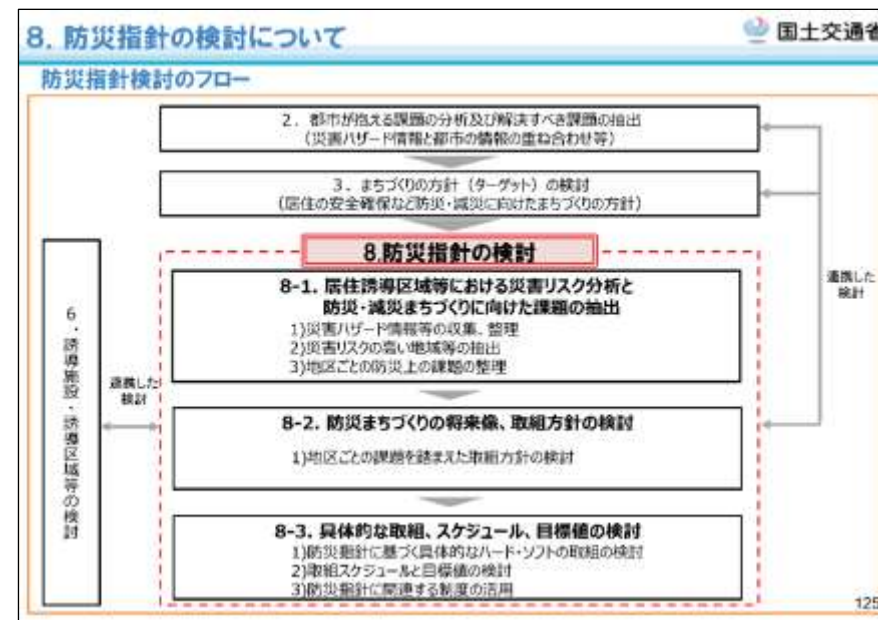 8. 防災指針の検討について
国土交通省
防災指針検討のフロー
2．都市が抱える課題の分析及び解決すべき課題の抽出
（災害ハザード情報と都市の情報の重ね合わせ等）
3．まちづくりの方針（ターゲット）の検討
（居住の安全確保など防災・減災に向けたまちづくりの方針）
8.防災指針の検討
8-1. 居住誘導区域等における災害リスク分析と
防災・減災まちづくりに向けた課題の抽出
1)災害ハザード情報等の収集、整理
2)災害リスクの高い地域等の抽出
3)地区ごとの防災上の課題の整理
連携した
検討
6．誘導施設・誘導区域等の検討
連携した
検討
8-2. 防災まちづくりの将来像、取組方針の検討
1)地区ごとの課題を踏まえた取組方針の検討
8-3. 具体的な取組、スケジュール、目標値の検討
1)防災指針に基づく具体的なハード・ソフトの取組の検討
2)取組スケジュールと目標値の検討
3)防災指針に関連する制度の活用
125